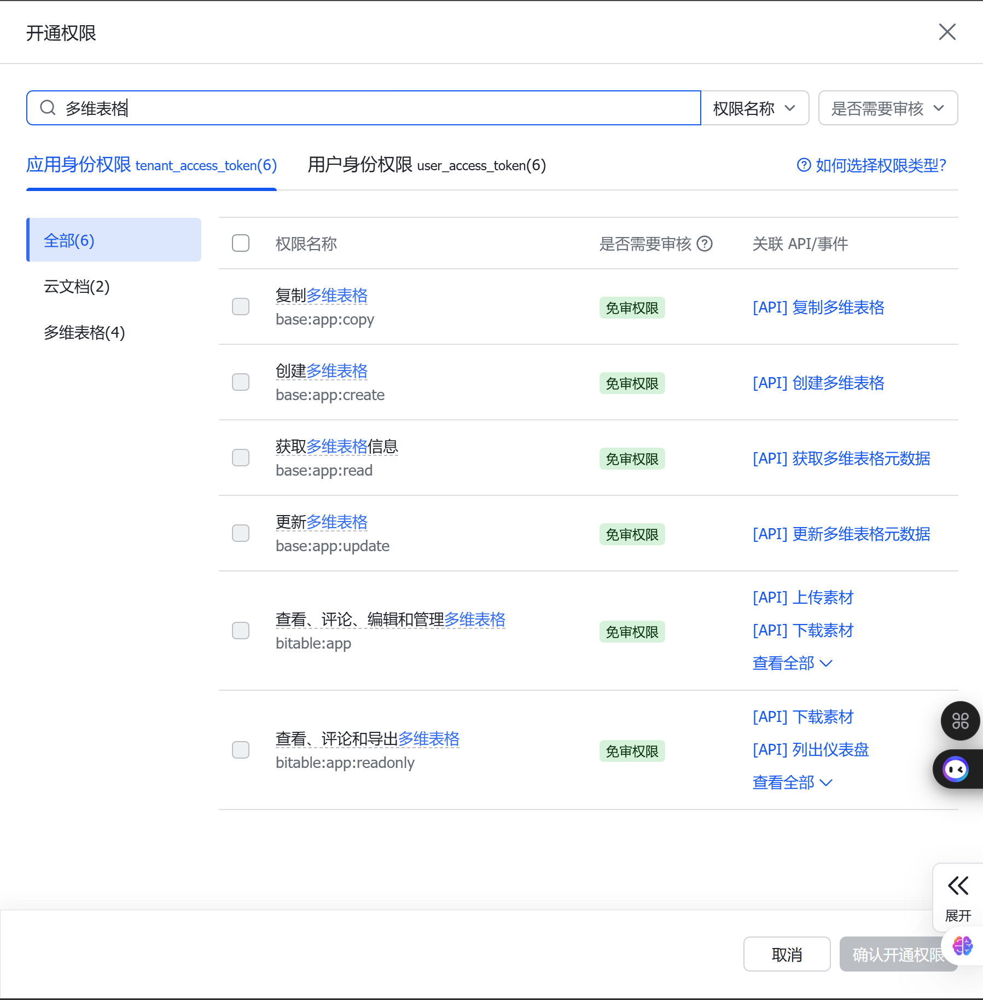 开通权限
多维表格
权限名称
是否需要审核
应用身份权限 tenant_access_token(6)
用户身份权限 user_access_token(6)
如何选择权限类型?
全部(6)
云文档(2)
多维表格(4)
权限名称
是否需要审核
关联 API/事件
复制多维表格
base:app:copy
免审权限
[API] 复制多维表格
创建多维表格
base:app:create
免审权限
[API] 创建多维表格
获取多维表格信息
base:app:read
免审权限
[API] 获取多维表格元数据
更新多维表格
base:app:update
免审权限
[API] 更新多维表格元数据
查看、评论、编辑和管理多维表格
bitable:app
免审权限
[API] 上传素材
[API] 下载素材
查看全部
查看、评论和导出多维表格
bitable:app:readonly
免审权限
[API] 下载素材
[API] 列出仪表盘
查看全部
展开
取消
确认开通权限